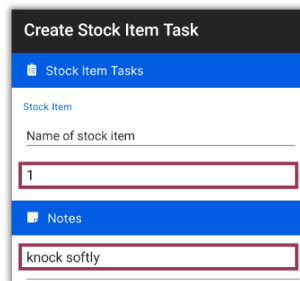 Create Stock Item Task
Stock Item Tasks
Stock Item
Name of stock item
1
Notes
knock softly